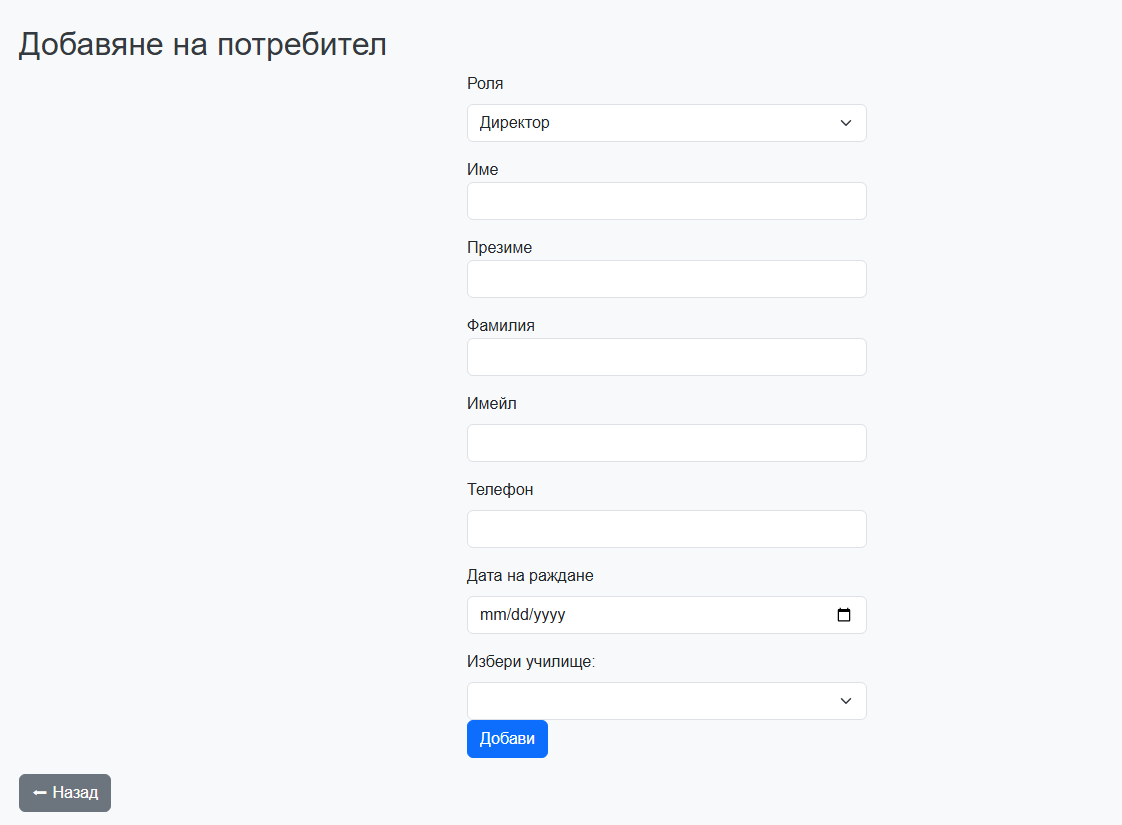 Добавяне на потребител
Роля
Директор
Име
Презиме
Фамилия
Имейл
Телефон
Дата на раждане
mm/dd/yyyy
Избери училище:
Добави
⬅ Назад